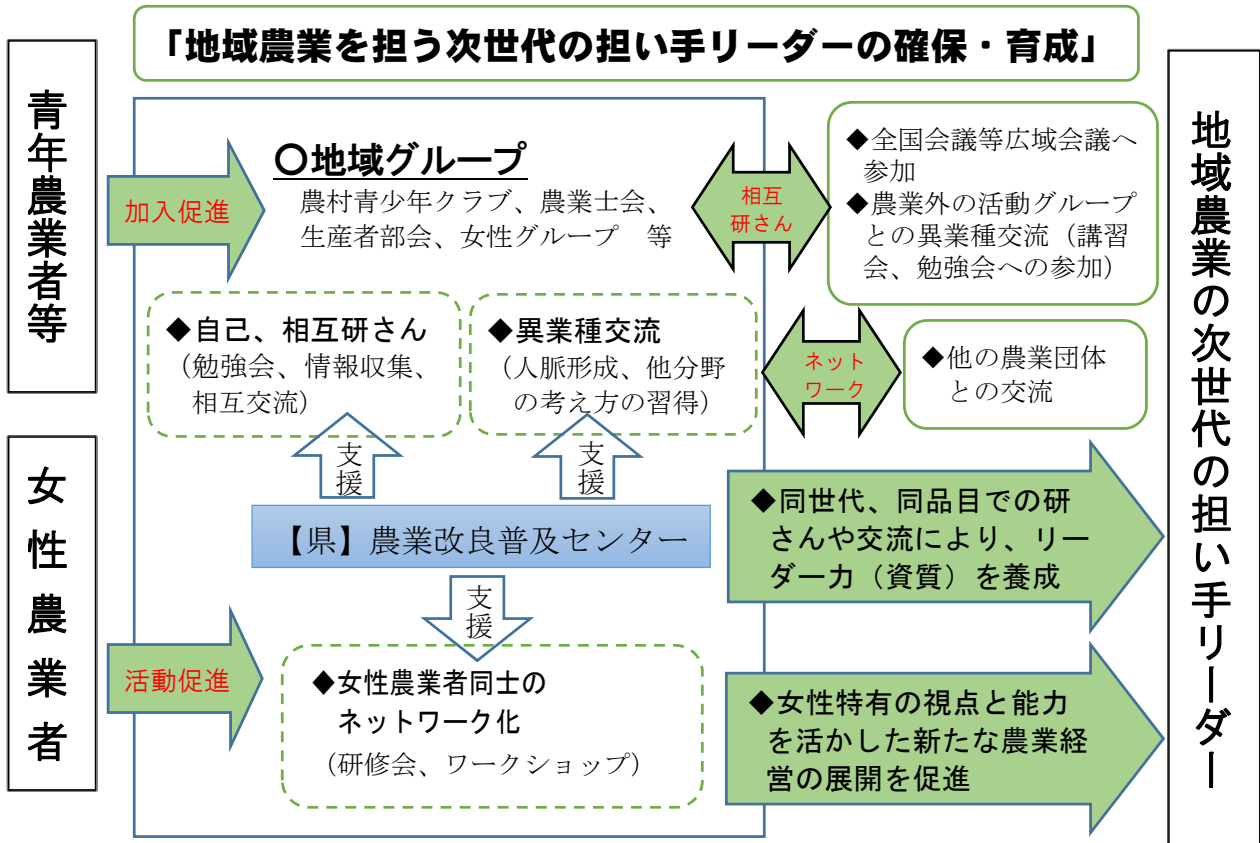 「地域農業を担う次世代の担い手リーダーの確保・育成」
青年農業者等
加入促進
〇地域グループ
農村青少年クラブ、農業士会、
生産者部会、女性グループ　等
相互
研さん
◆全国会議等広域会議へ
参加
◆農業外の活動グループ
との異業種交流（講習
会、勉強会への参加）
◆自己、相互研さん
（勉強会、情報収集、
相互交流）
◆異業種交流
（人脈形成、他分野
の考え方の習得）
ネット
ワーク
◆他の農業団体
との交流
支援
支援
【県】農業改良普及センター
支援
◆同世代、同品目での研
さんや交流により、リー
ダー力（資質）を養成
女性農業者
活動促進
◆女性農業者同士の
ネットワーク化
（研修会、ワークショップ）
◆女性特有の視点と能力
を活かした新たな農業経
営の展開を促進
地域農業の次世代の担い手リーダー